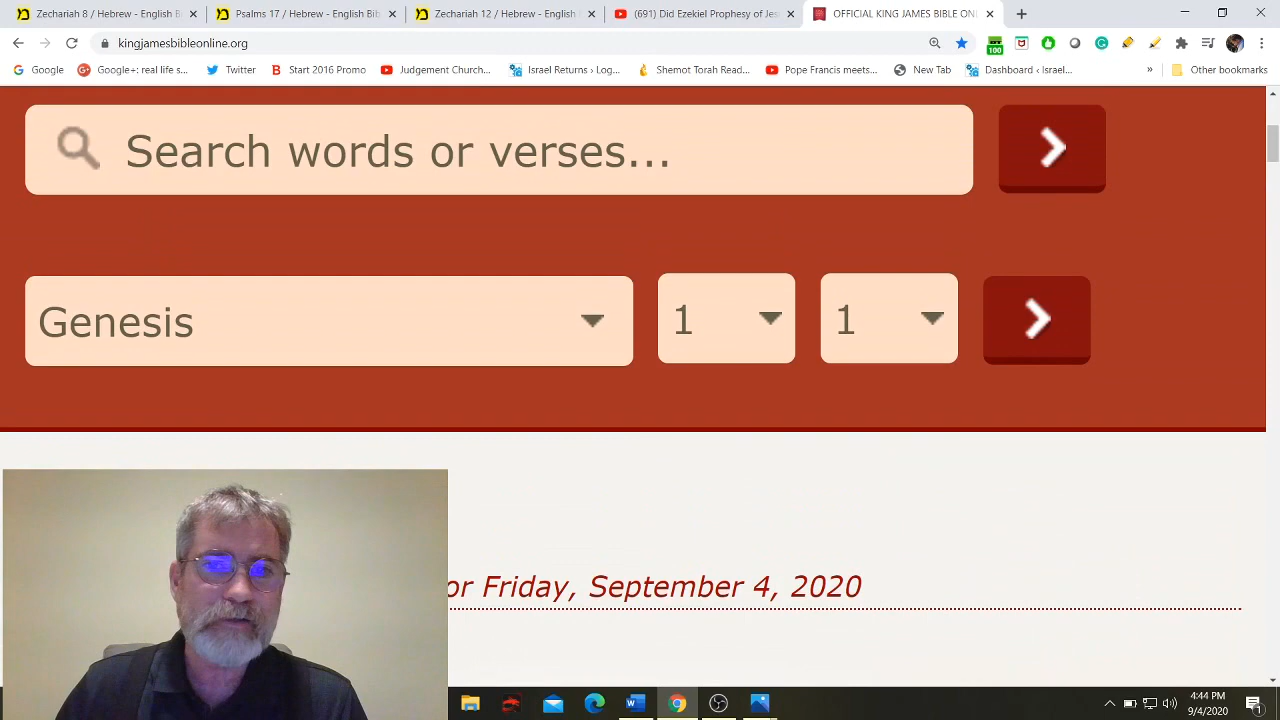 Zechariah 8 / Hebrew - English B
Psalms 17 / Hebrew - English Bib
Zechariah 12 / Hebrew - English
(691) Did Ezekiel Prophesy of Jes
OFFICIAL KING JAMES BIBLE ONL
kingjamesbibleonline.org
100
Google
Google+: real life s...
Twitter
Start 2016 Promo
Judgement Church...
Israel Returns › Log...
Shemot Torah Read...
Pope Francis meets...
New Tab
Dashboard ‹ Israel...
»
Other bookmarks
Search words or verses...
Genesis
1
1
or Friday, September 4, 2020
4:44 PM
9/4/2020